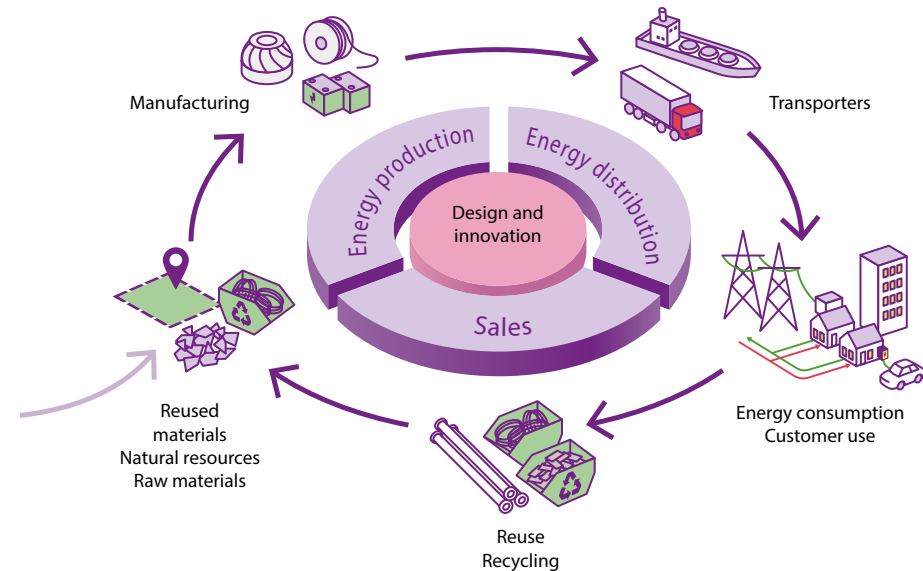 Manufacturing
Transporters
Energy production
Energy distribution
Design and
innovation
Sales
Reused
materials
Natural resources
Raw materials
Energy consumption
Customer use
Reuse
Recycling